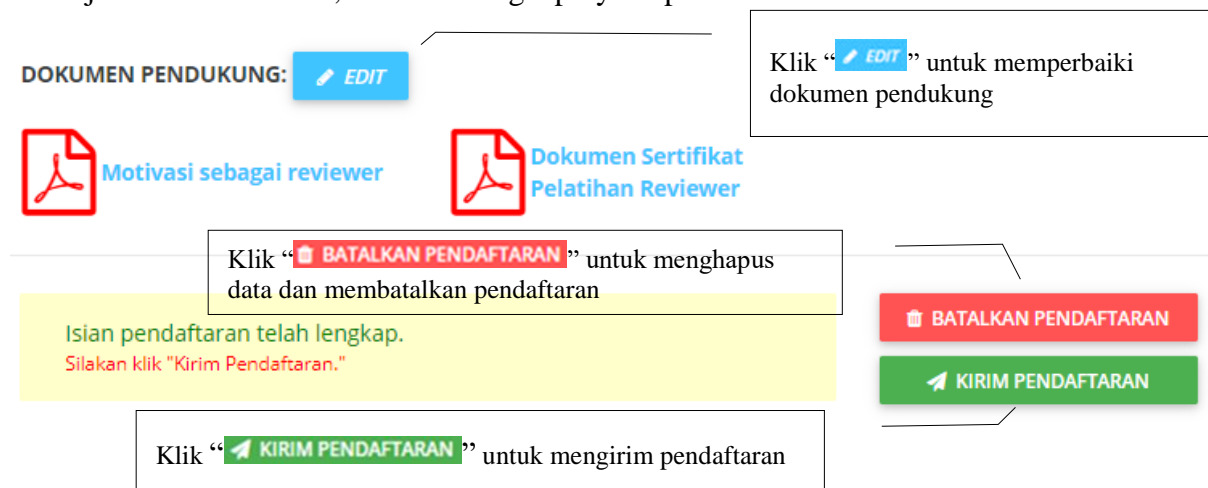 Klik “ EDIT ” untuk memperbaiki
dokumen pendukung
DOKUMEN PENDUKUNG: EDIT
Motivasi sebagai reviewer
Dokumen Sertifikat
Pelatihan Reviewer
Klik “ BATALKAN PENDAFTARAN ” untuk menghapus
data dan membatalkan pendaftaran
Isian pendaftaran telah lengkap.
Silakan klik "Kirim Pendaftaran."
BATALKAN PENDAFTARAN
KIRIM PENDAFTARAN
Klik “ KIRIM PENDAFTARAN ” untuk mengirim pendaftaran